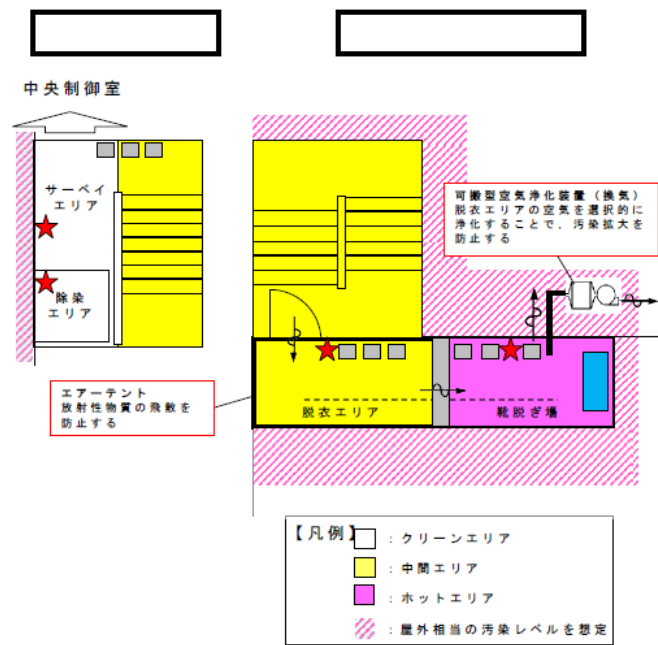 中央制御室
サーベイ
エリア
除染
エリア
可搬型空気浄化装置（換気）
脱衣エリアの空気を選択的に
浄化することで，汚染拡大を
防止する
エアーテント
放射性物質の飛散を
防止する
脱衣エリア
靴脱ぎ場
【凡例】
：クリーンエリア
：中間エリア
：ホットエリア
：屋外相当の汚染レベルを想定